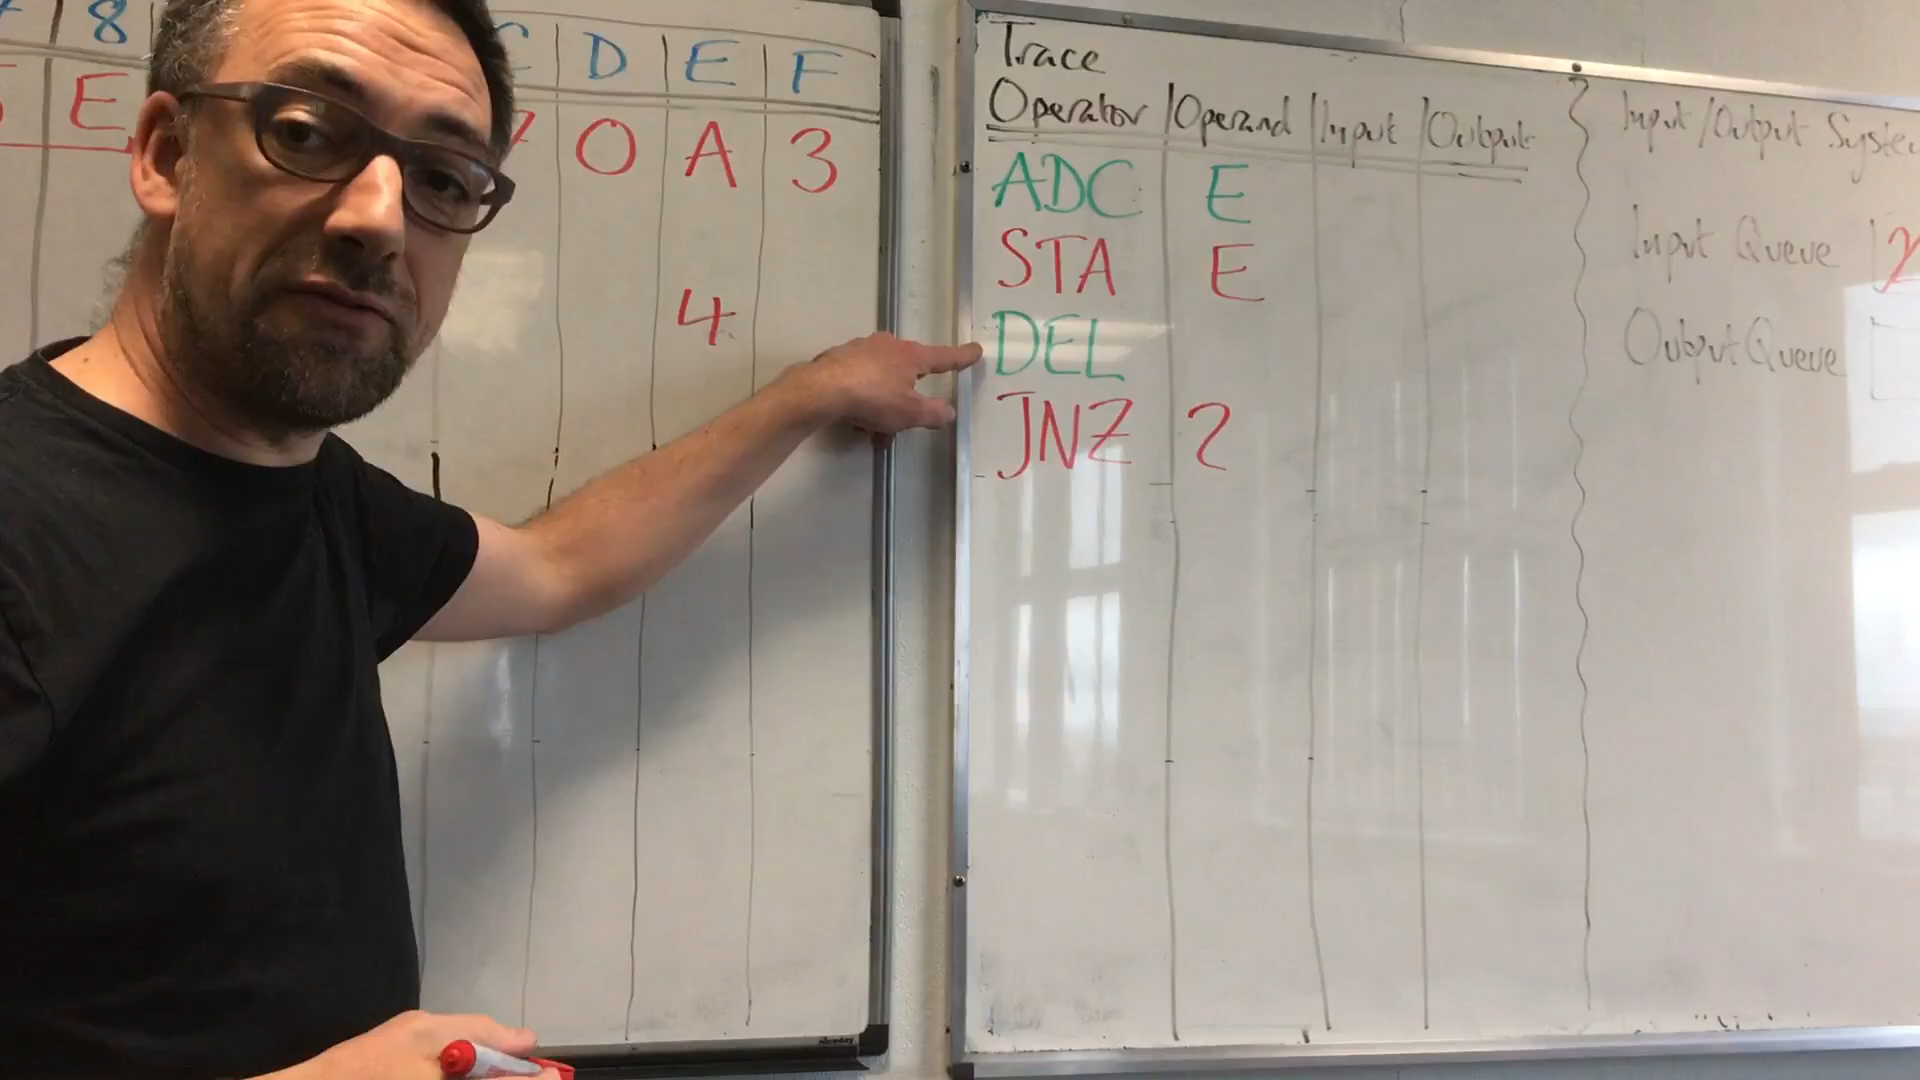 8 C D E F
E 0 A 3
4
Trace
Operator | Operand | Input | Output
ADC E
STA E
DEL
JNZ 2
Input/Output System
Input Queue
Output Queue
niceday